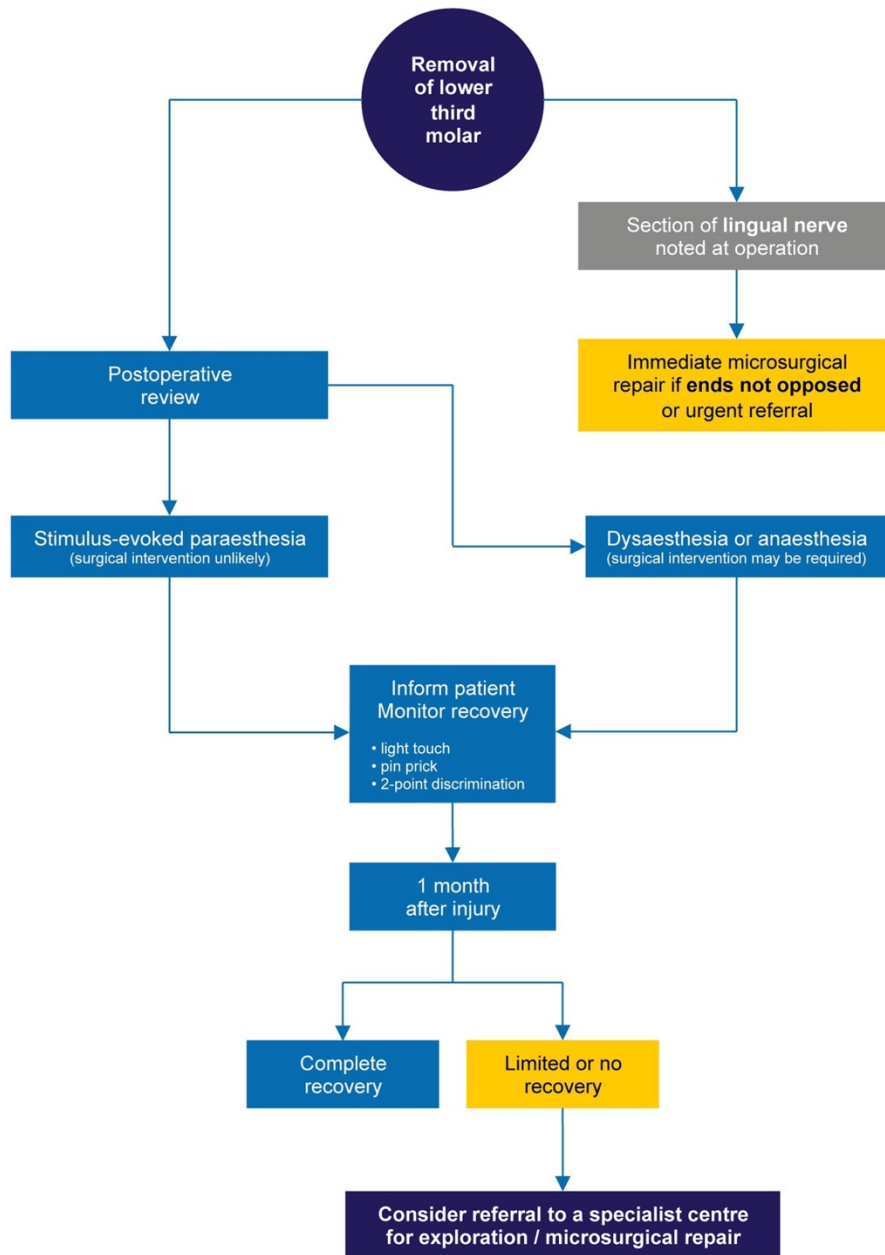 Removal
of lower
third
molar
Section of lingual nerve
noted at operation
Immediate microsurgical
repair if ends not opposed
or urgent referral
Postoperative
review
Stimulus-evoked paraesthesia
(surgical intervention unlikely)
Dysaesthesia or anaesthesia
(surgical intervention may be required)
Inform patient
Monitor recovery
• light touch
• pin prick
• 2-point discrimination
1 month
after injury
Complete
recovery
Limited or no
recovery
Consider referral to a specialist centre
for exploration / microsurgical repair